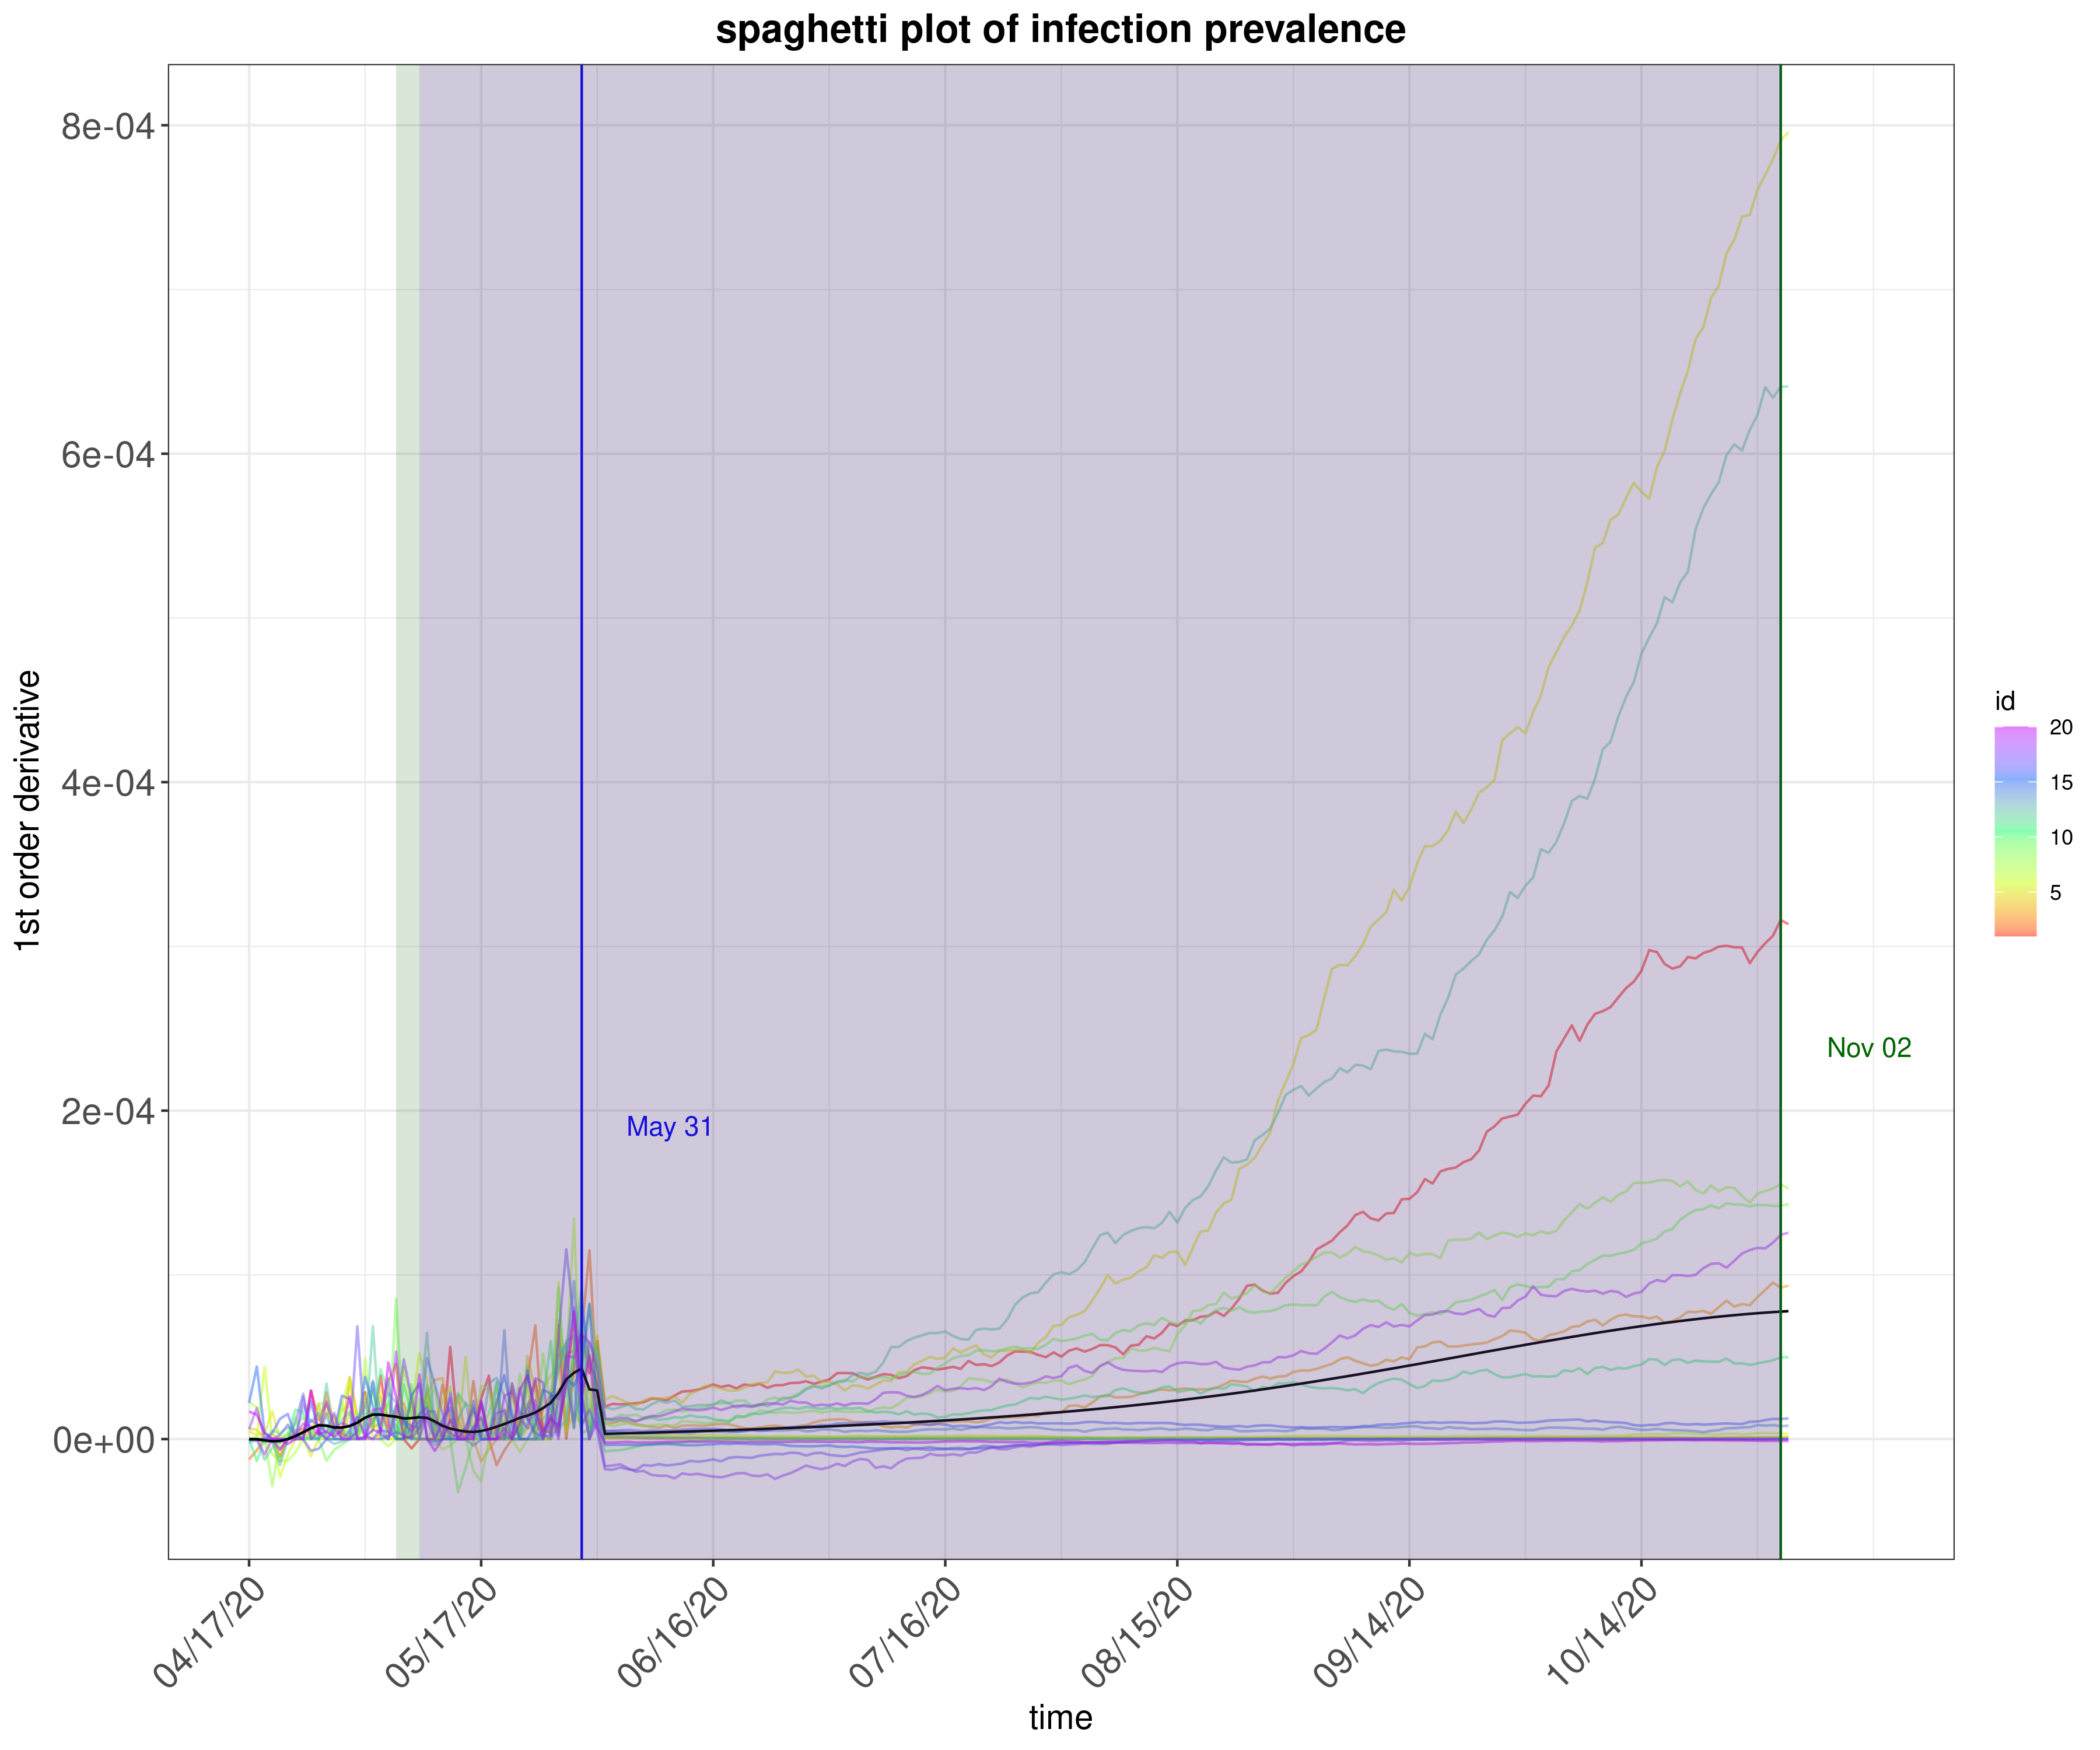 spaghetti plot of infection prevalence
1st order derivative
8e-04
6e-04
4e-04
2e-04
0e+00
May 31
Nov 02
id
20
15
10
5
04/17/20
05/17/20
06/16/20
07/16/20
08/15/20
09/14/20
10/14/20
time